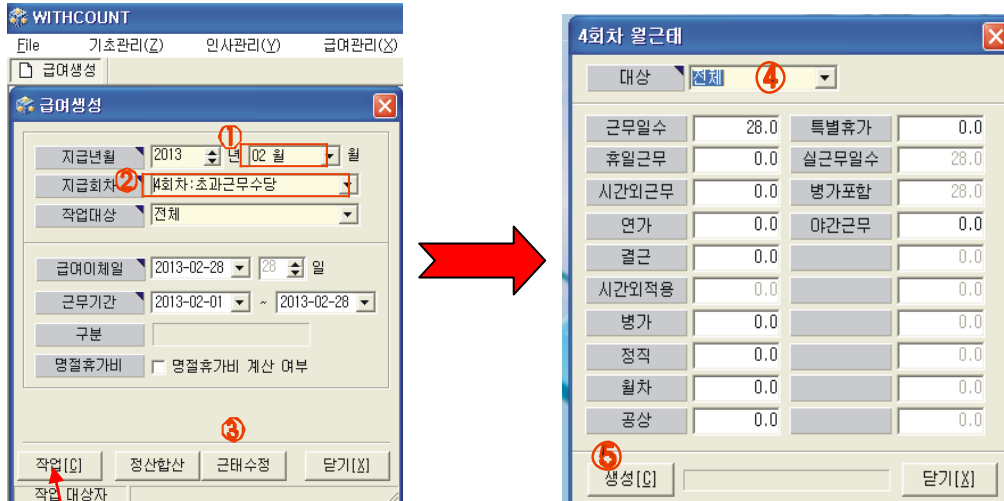 WITHCOUNT
File 기초관리(Z) 인사관리(Y) 급여관리(X)
급여생성
급여생성
①
지급년월 2013 년 02 월 월
지급회차 ② 4회차:초과근무수당
작업대상 전체
급여이체일 2013-02-28 28 일
근무기간 2013-02-01 ~ 2013-02-28
구분
명절휴가비 명절휴가비 계산 여부
③
작업[C] 정산합산 근태수정 닫기[X]
작업 대상자
4회차 월근태
대상 전체 ④
근무일수 28.0 특별휴가 0.0
휴일근무 0.0 실근무일수 28.0
시간외근무 0.0 병가포함 28.0
연가 0.0 야간근무 0.0
결근 0.0 0.0
시간외적용 0.0 0.0
병가 0.0 0.0
정직 0.0 0.0
월차 0.0 0.0
공상 0.0 0.0
⑤
생성[C] 닫기[X]